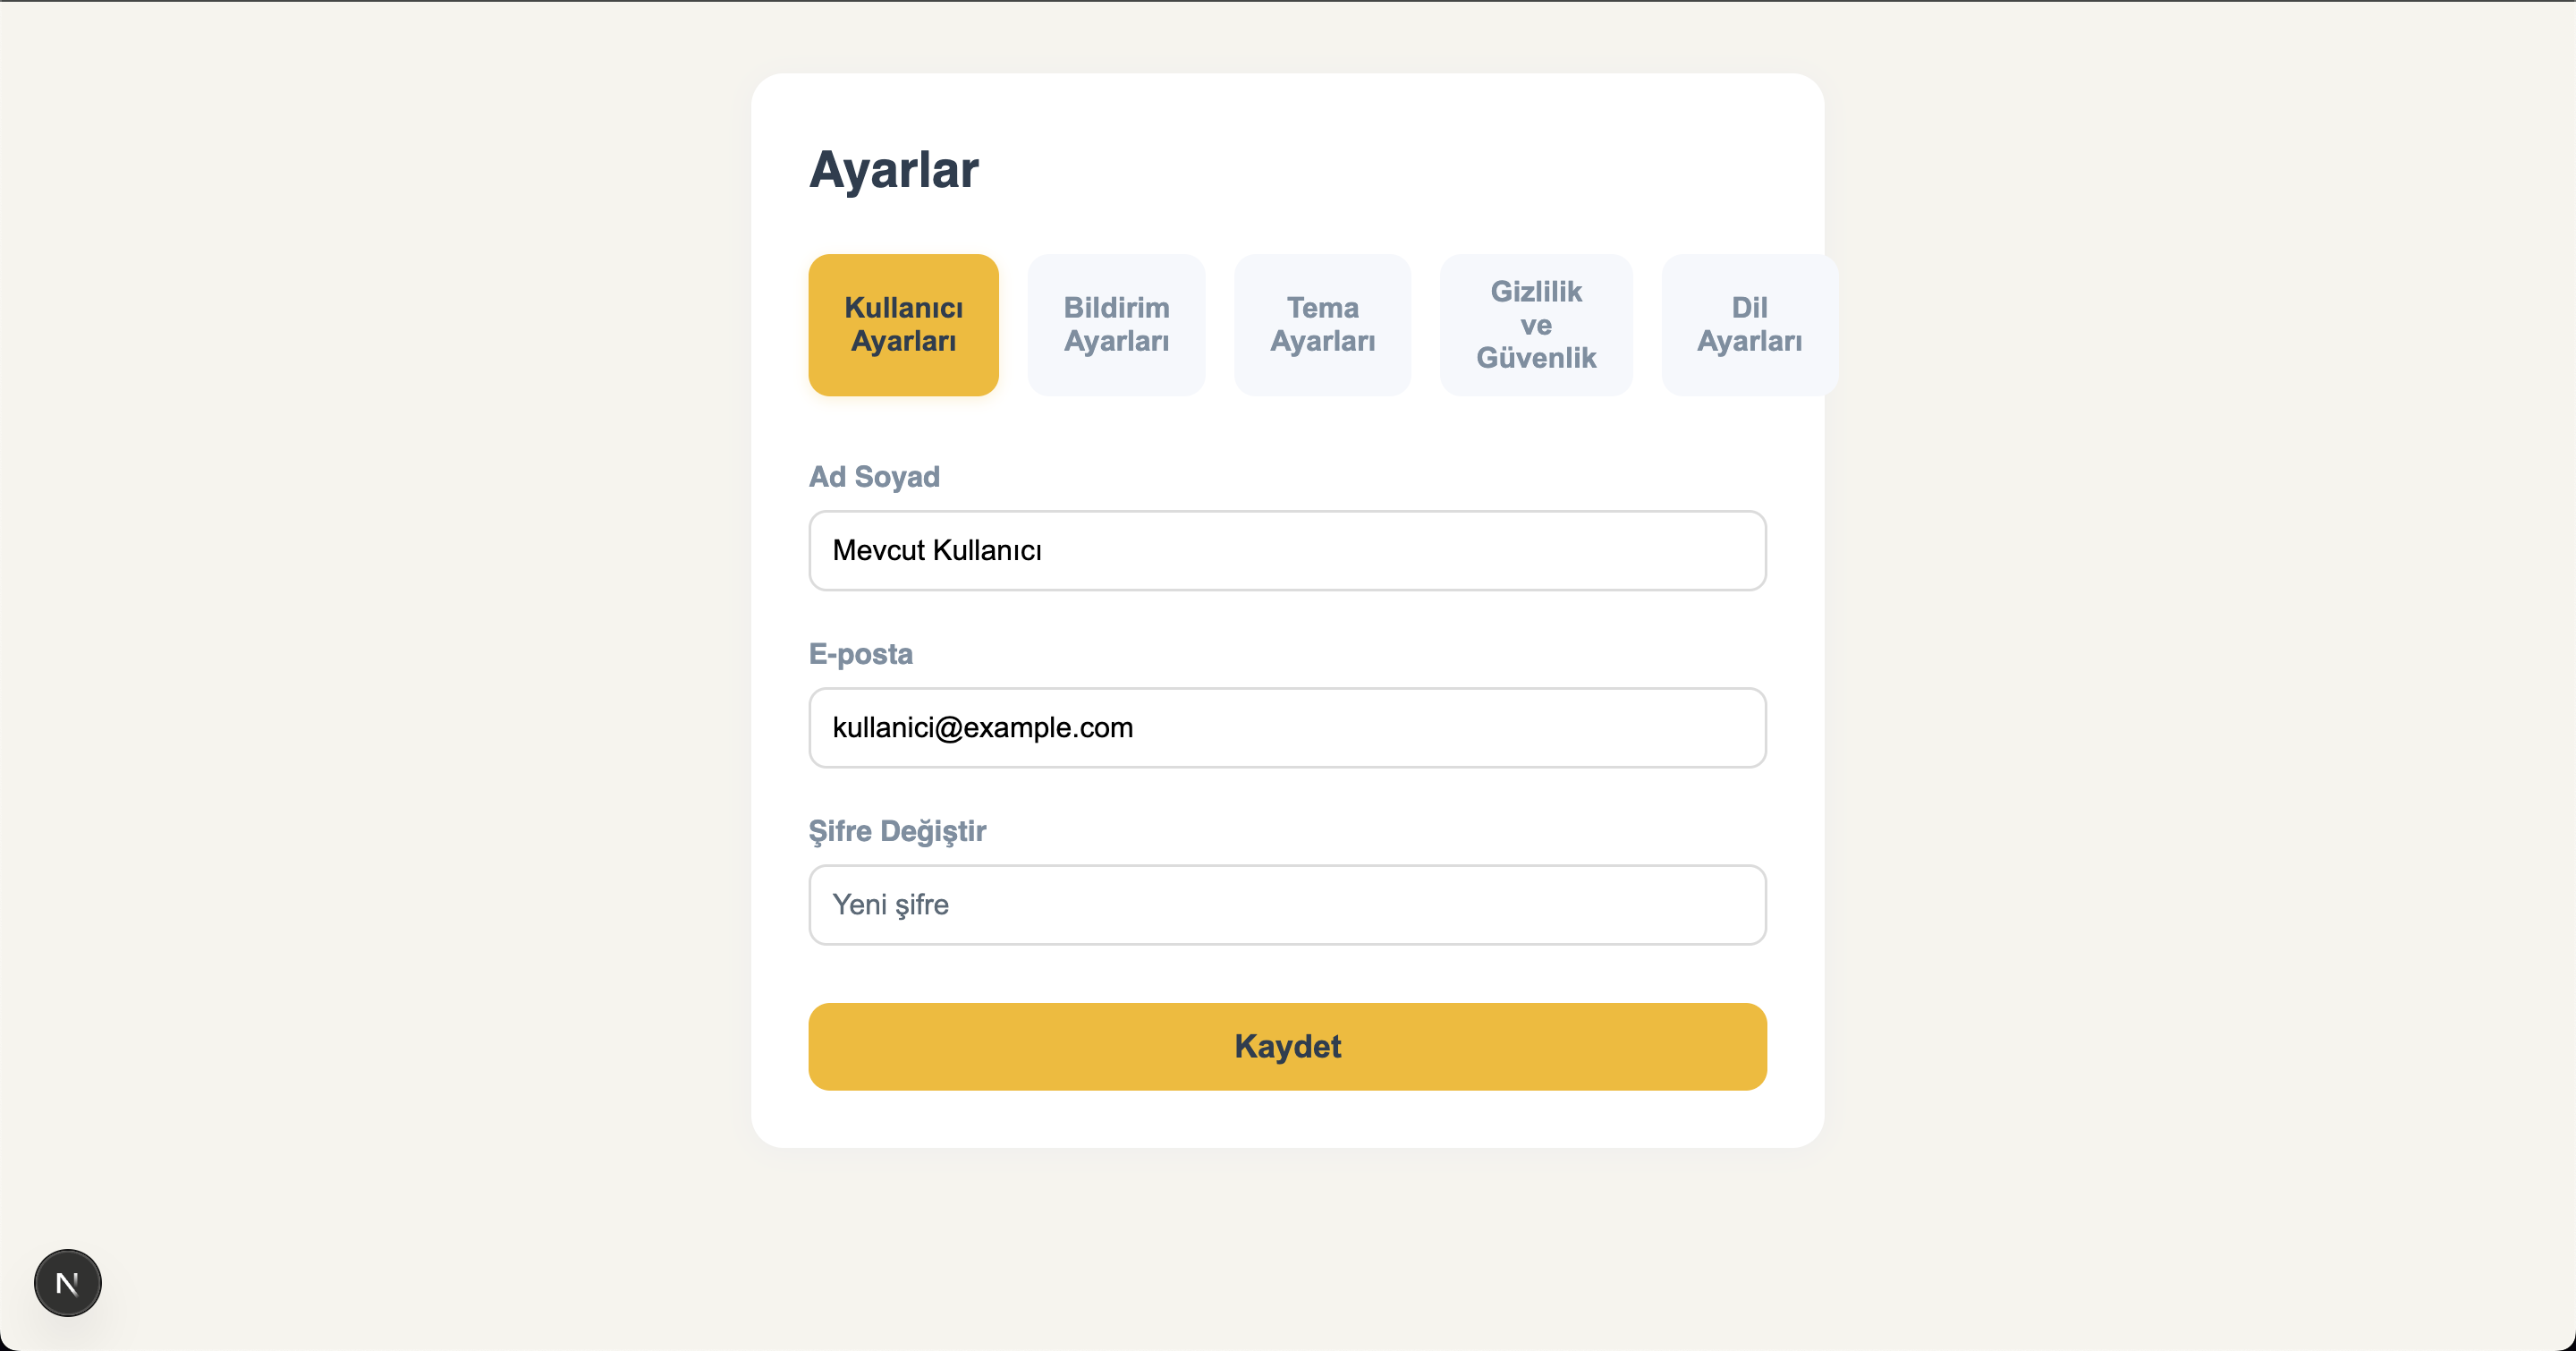 Ayarlar
Kullanıcı
Ayarları
Bildirim
Ayarları
Tema
Ayarları
Gizlilik
ve
Güvenlik
Dil
Ayarları
Ad Soyad
Mevcut Kullanıcı
E-posta
kullanici@example.com
Şifre Değiştir
Yeni şifre
Kaydet
N